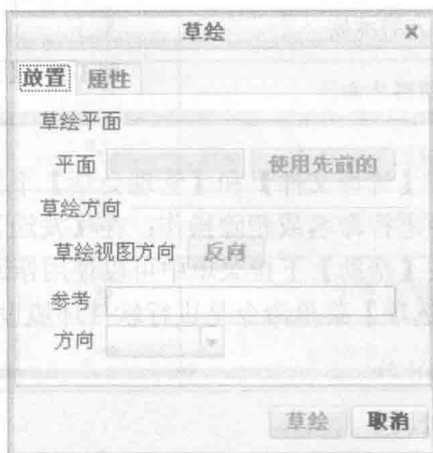 草绘
放置 属性
草绘平面
平面 使用先前的
草绘方向
草绘视图方向 反向
参考
方向
草绘 取消